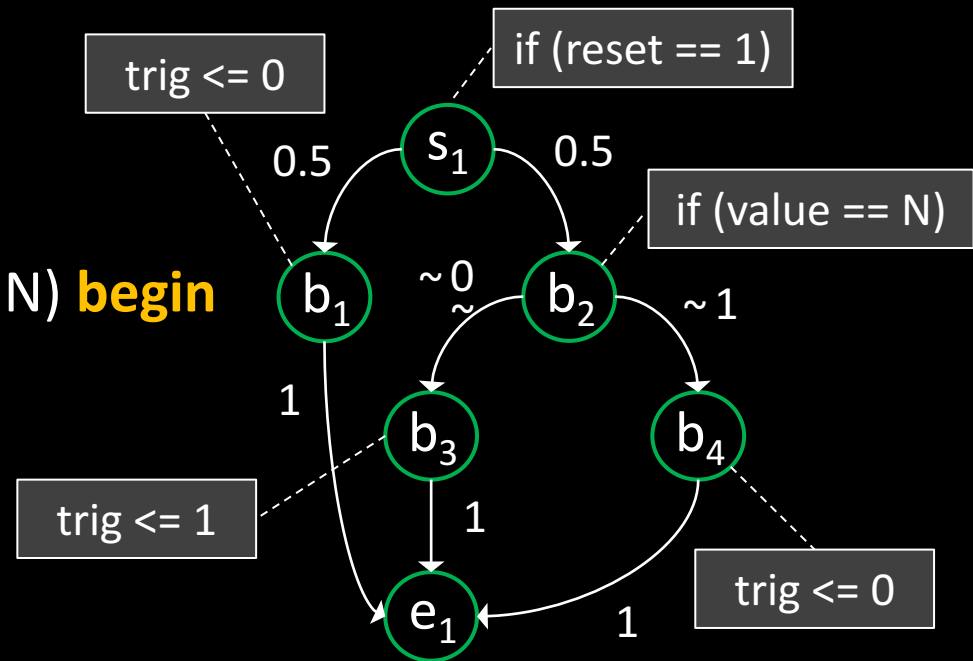 if (reset == 1)
trig <= 0
s₁
0.5
0.5
if (value == N)
N) begin
b₁
~ 0
~
b₂
~ 1
1
b₃
b₄
trig <= 1
1
trig <= 0
e₁
1